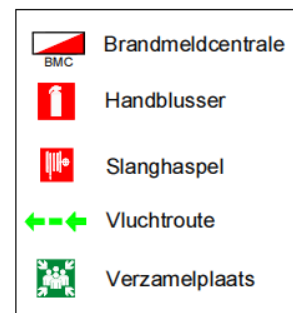 Brandmeldcentrale
BMC
Handblusser
Slanghaspel
Vluchtroute
Verzamelplaats